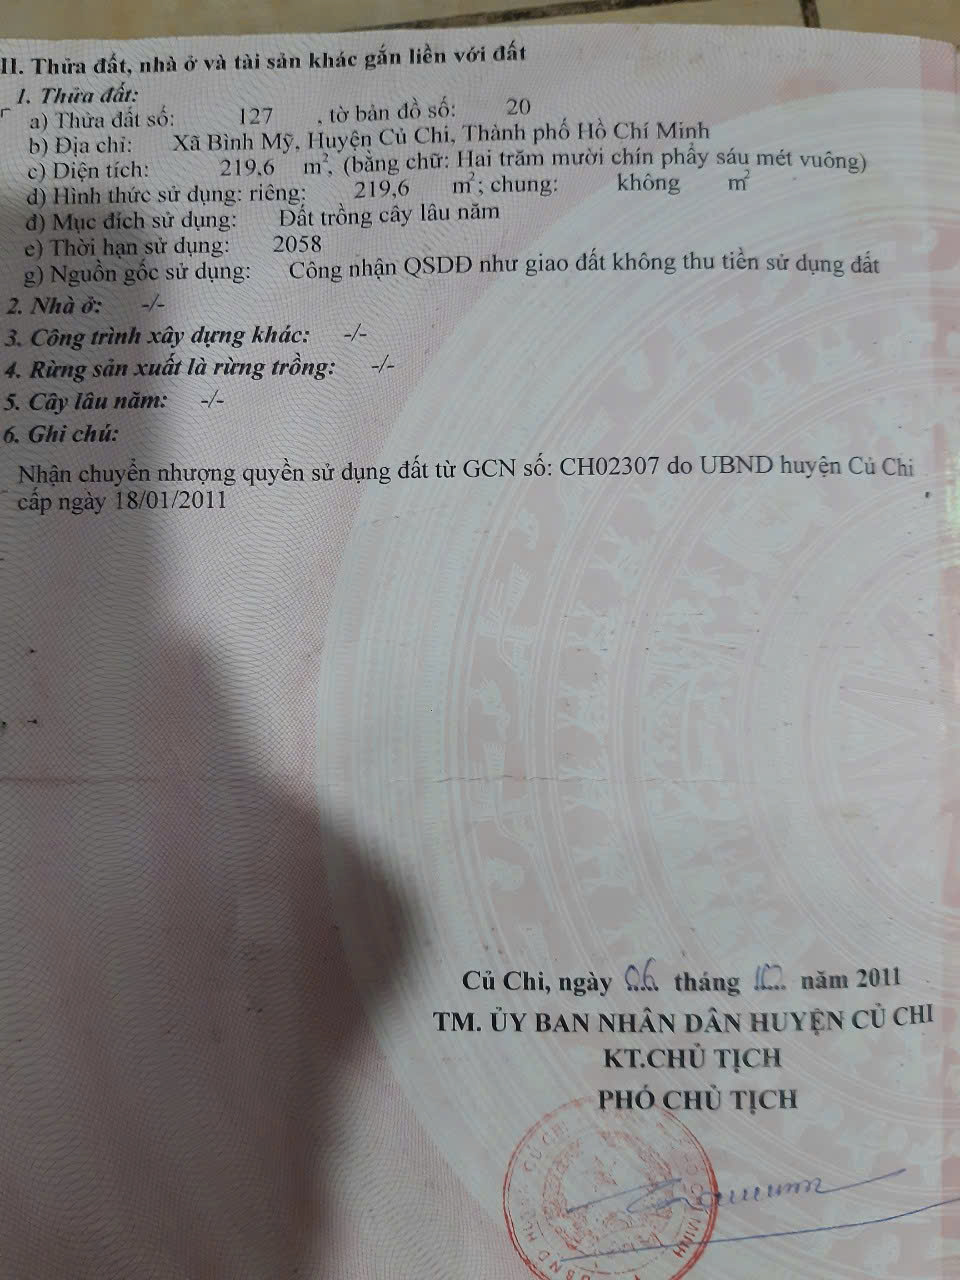 II. Thửa đất, nhà ở và tài sản khác gắn liền với đất
1. Thửa đất:
a) Thửa đất số: 127 , tờ bản đồ số: 20
b) Địa chỉ: Xã Bình Mỹ, Huyện Củ Chi, Thành phố Hồ Chí Minh
c) Diện tích: 219,6 m², (bằng chữ: Hai trăm mười chín phẩy sáu mét vuông)
d) Hình thức sử dụng: riêng: 219,6 m²; chung: không m²
đ) Mục đích sử dụng: Đất trồng cây lâu năm
e) Thời hạn sử dụng: 2058
g) Nguồn gốc sử dụng: Công nhận QSDĐ như giao đất không thu tiền sử dụng đất
2. Nhà ở: -/-
3. Công trình xây dựng khác: -/-
4. Rừng sản xuất là rừng trồng: -/-
5. Cây lâu năm: -/-
6. Ghi chú:
Nhận chuyển nhượng quyền sử dụng đất từ GCN số: CH02307 do UBND huyện Củ Chi
cấp ngày 18/01/2011
Củ Chi, ngày 06 tháng 10 năm 2011
TM. ỦY BAN NHÂN DÂN HUYỆN CỦ CHI
KT.CHỦ TỊCH
PHÓ CHỦ TỊCH